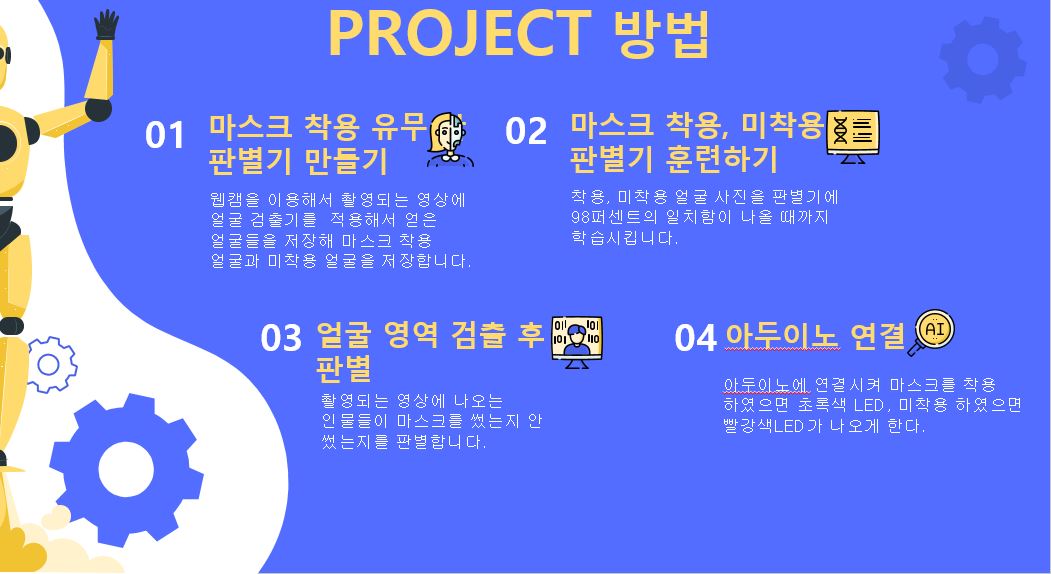 PROJECT 방법
01
마스크 착용 유무
판별기 만들기
웹캠을 이용해서 촬영되는 영상에
얼굴 검출기를 적용해서 얻은
얼굴들을 저장해 마스크 착용
얼굴과 미착용 얼굴을 저장합니다.
02
마스크 착용, 미착용
판별기 훈련하기
착용, 미착용 얼굴 사진을 판별기에
98퍼센트의 일치함이 나올 때까지
학습시킵니다.
03
얼굴 영역 검출 후
판별
촬영되는 영상에 나오는
인물들이 마스크를 썼는지 안
썼는지를 판별합니다.
04
아두이노 연결
AI
아두이노에 연결시켜 마스크를 착용
하였으면 초록색 LED, 미착용 하였으면
빨강색LED가 나오게 한다.